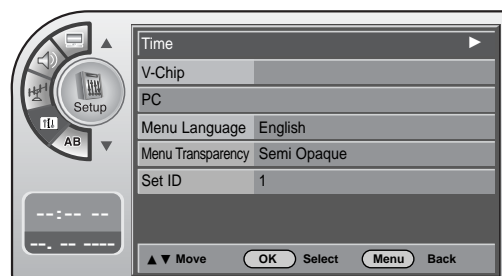 Time ►
V-Chip
PC
Menu Language English
Menu Transparency Semi Opaque
Set ID 1
Setup
AB
--:-- --
--. -- ----
▲▼ Move OK Select Menu Back